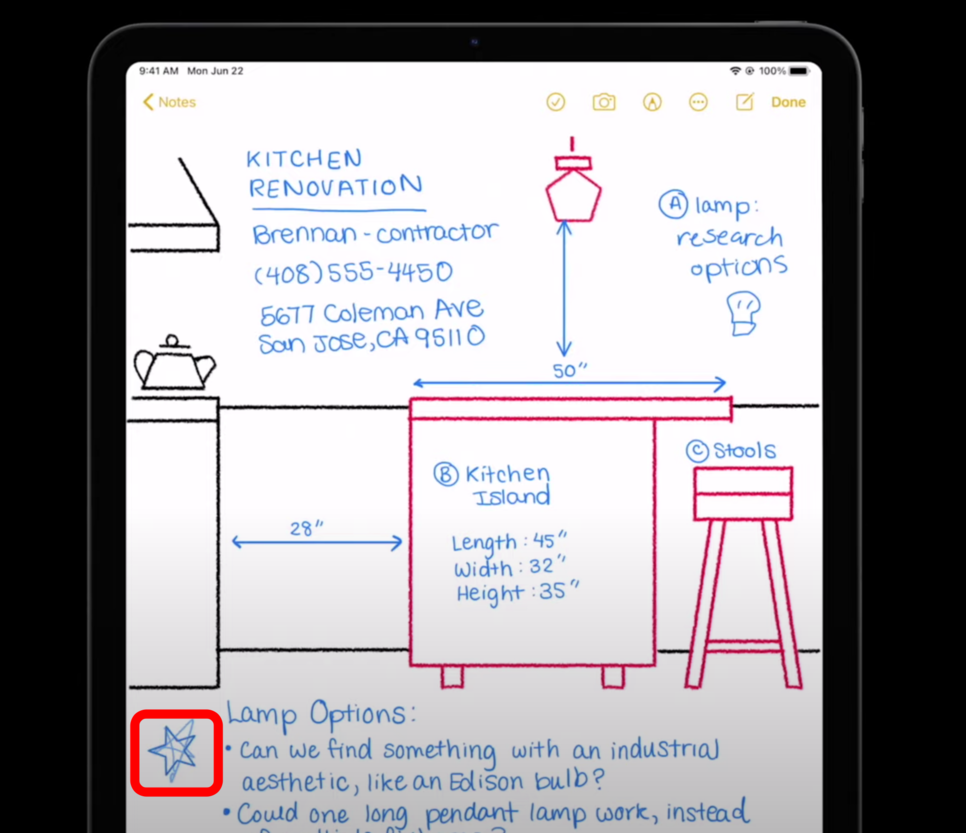 9:41 AM Mon Jun 22
100%
Notes
Done
KITCHEN
RENOVATION
Brennan - contractor
(408) 555-4450
5677 Coleman Ave
San Jose, CA 95110
A lamp:
research
options
50"
C Stools
B Kitchen
Island
28"
Length: 45"
Width: 32"
Height: 35"
Lamp Options:
• Can we find something with an industrial
aesthetic, like an Edison bulb?
• Could one long pendant lamp work, instead